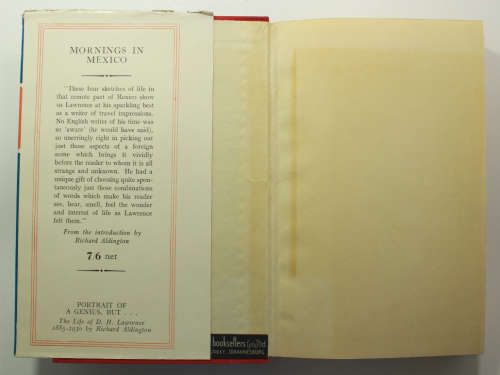 MORNINGS IN
MEXICO
"These four sketches of life in
that remote part of Mexico show
us Lawrence at his sparkling best
as a writer of travel impressions.
No English writer of his time was
so 'aware' (he would have said),
so unerringly right in picking out
just those aspects of a foreign
scene which brings it vividly
before the reader to whom it is all
strange and unknown. He had a
unique gift of choosing quite spon-
taneously just those combinations
of words which make his reader
see, hear, smell, feel the wonder
and interest of life as Lawrence
felt them."
From the introduction by
Richard Aldington
7/6 net
PORTRAIT OF
A GENIUS, BUT . . .
The Life of D. H. Lawrence
1885-1930 by Richard Aldington
booksellers (pty) ltd
JOHANNESBURG